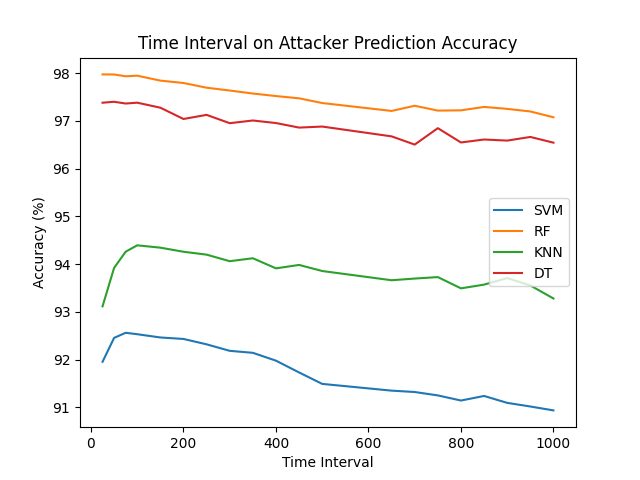 Time Interval on Attacker Prediction Accuracy
98
97
96
95
94
93
92
91
Accuracy (%)
SVM
RF
KNN
DT
0 200 400 600 800 1000
Time Interval